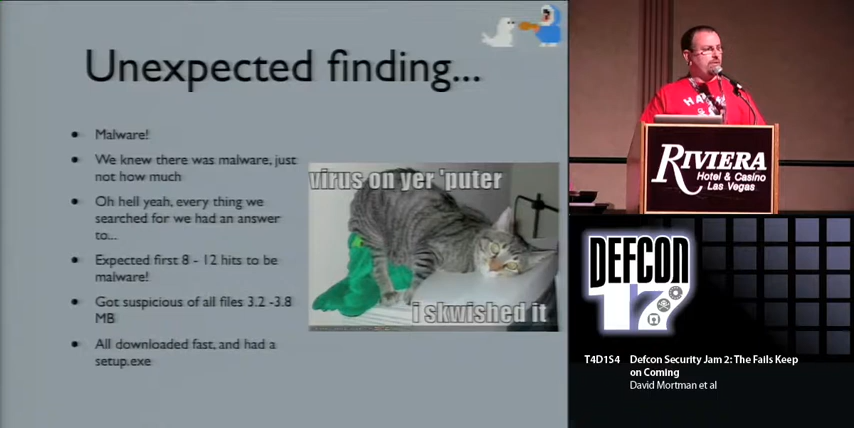 Unexpected finding...
Malware!
We knew there was malware, just
not how much
Oh hell yeah, every thing we
searched for we had an answer
to...
Expected first 8 - 12 hits to be
malware!
Got suspicious of all files 3.2 -3.8
MB
All downloaded fast, and had a
setup.exe
virus on yer 'puter
i skwished it
RIVIERA
Hotel & Casino
Las Vegas
DEFCON
17
T4D1S4 Defcon Security Jam 2: The Fails Keep
on Coming
David Mortman et al